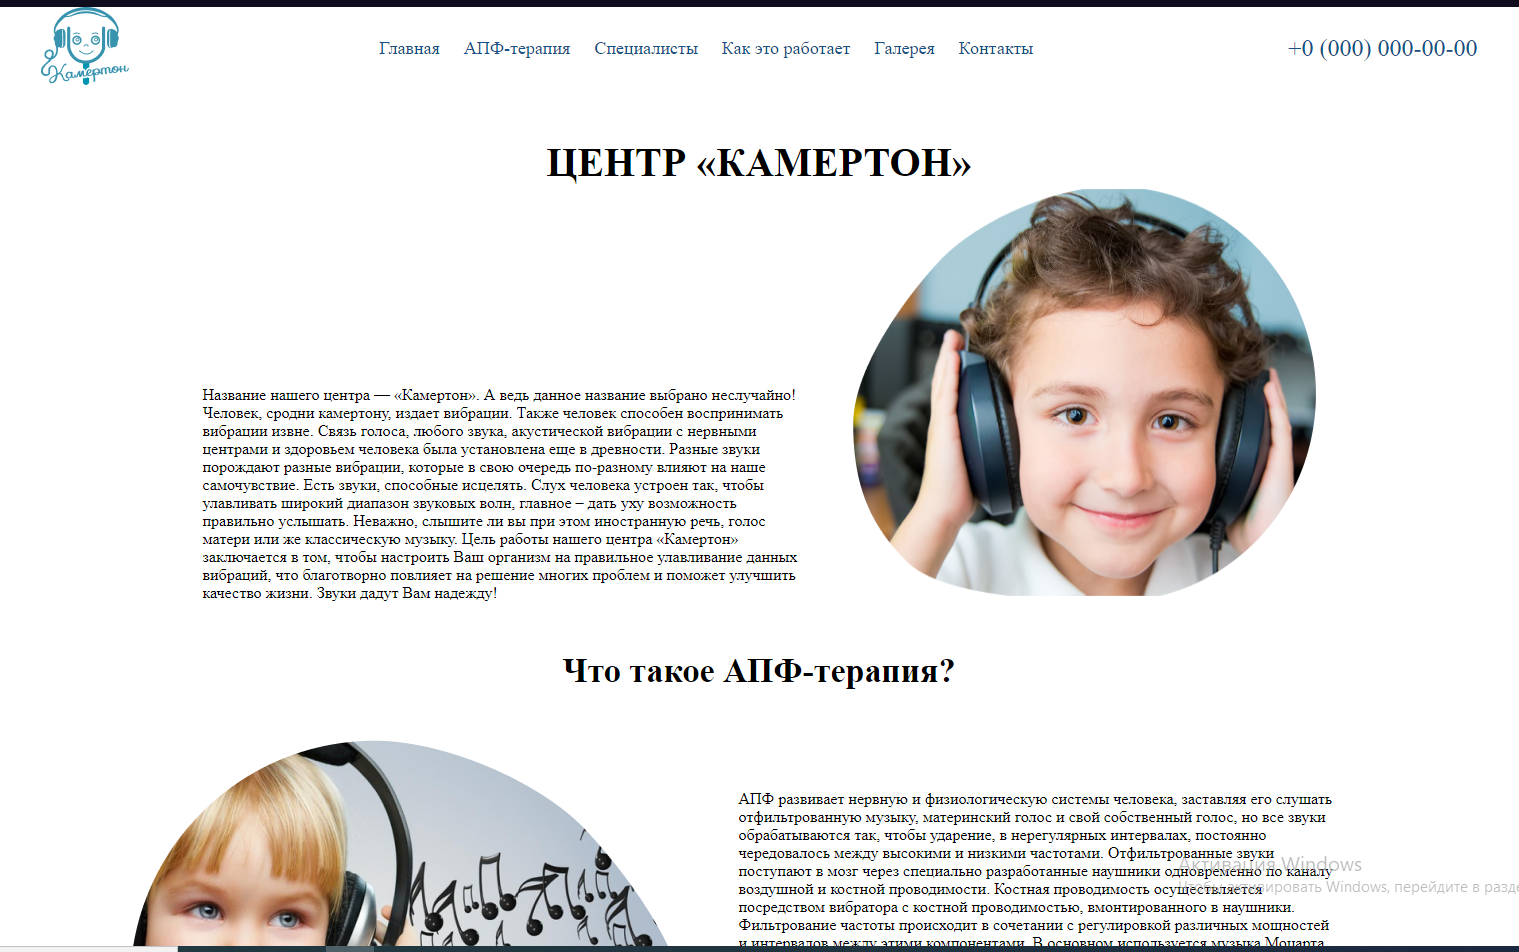 Камертон
Главная АПФ-терапия Специалисты Как это работает Галерея Контакты
+0 (000) 000-00-00
ЦЕНТР «КАМЕРТОН»
Название нашего центра — «Камертон». А ведь данное название выбрано неслучайно!
Человек, сродни камертону, издает вибрации. Также человек способен воспринимать
вибрации извне. Связь голоса, любого звука, акустической вибрации с нервными
центрами и здоровьем человека была установлена еще в древности. Разные звуки
порождают разные вибрации, которые в свою очередь по-разному влияют на наше
самочувствие. Есть звуки, способные исцелять. Слух человека устроен так, чтобы
улавливать широкий диапазон звуковых волн, главное – дать уху возможность
правильно услышать. Неважно, слышите ли вы при этом иностранную речь, голос
матери или же классическую музыку. Цель работы нашего центра «Камертон»
заключается в том, чтобы настроить Ваш организм на правильное улавливание данных
вибраций, что благотворно повлияет на решение многих проблем и поможет улучшить
качество жизни. Звуки дадут Вам надежду!
Что такое АПФ-терапия?
АПФ развивает нервную и физиологическую системы человека, заставляя его слушать
отфильтрованную музыку, материнский голос и свой собственный голос, но все звуки
обрабатываются так, чтобы ударение, в нерегулярных интервалах, постоянно
чередовалось между высокими и низкими частотами. Отфильтрованные звуки
поступают в мозг через специально разработанные наушники одновременно по каналу
воздушной и костной проводимости. Костная проводимость осуществляется
посредством вибратора с костной проводимостью, вмонтированного в наушники.
Фильтрование частоты происходит в сочетании с регулировкой различных мощностей
и интервалов между этими компонентами. В основном используется музыка Моцарта,
Активация Windows
Чтобы активировать Windows, перейдите в разде